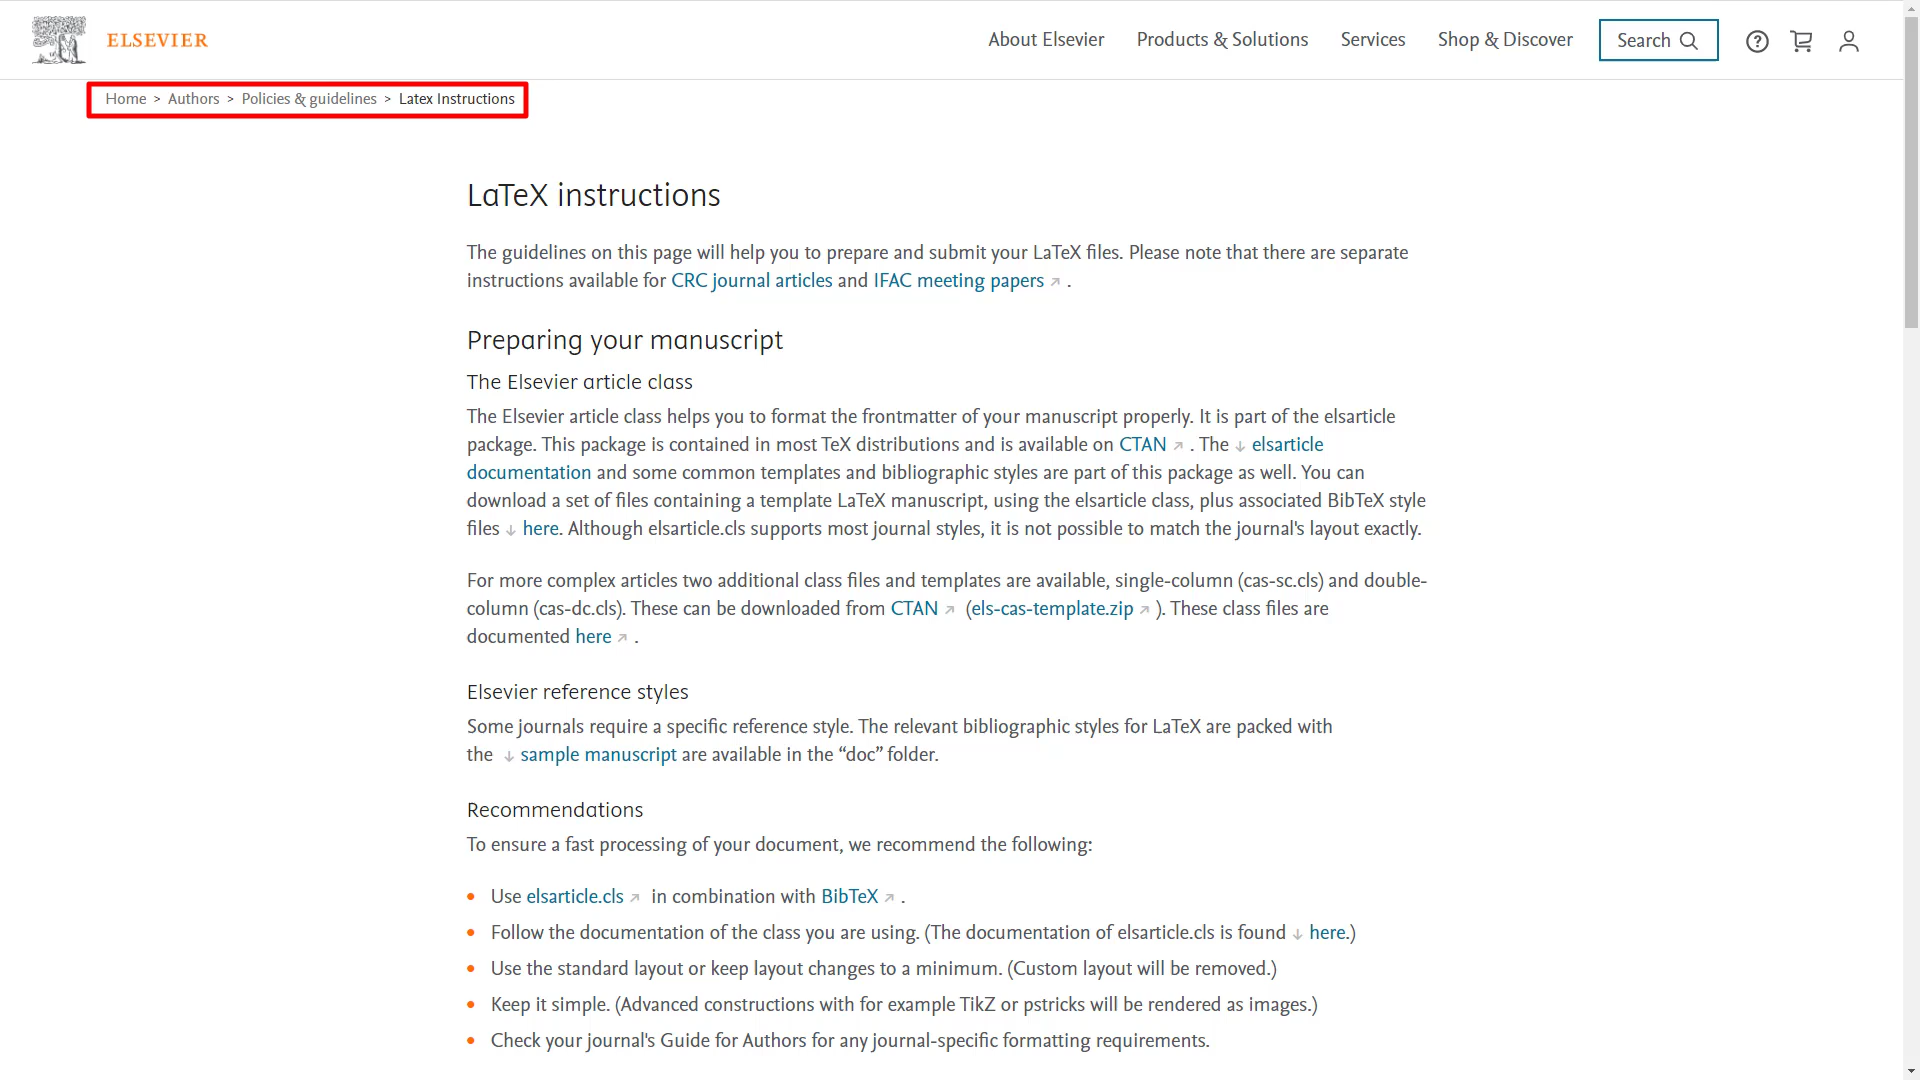 ELSEVIER
About Elsevier Products & Solutions Services Shop & Discover Search
Home > Authors > Policies & guidelines > Latex Instructions
LaTeX instructions
The guidelines on this page will help you to prepare and submit your LaTeX files. Please note that there are separate
instructions available for CRC journal articles and IFAC meeting papers ↗ .
Preparing your manuscript
The Elsevier article class
The Elsevier article class helps you to format the frontmatter of your manuscript properly. It is part of the elsarticle
package. This package is contained in most TeX distributions and is available on CTAN ↗ . The ↓ elsarticle
documentation and some common templates and bibliographic styles are part of this package as well. You can
download a set of files containing a template LaTeX manuscript, using the elsarticle class, plus associated BibTeX style
files ↓ here. Although elsarticle.cls supports most journal styles, it is not possible to match the journal's layout exactly.
For more complex articles two additional class files and templates are available, single-column (cas-sc.cls) and double-
column (cas-dc.cls). These can be downloaded from CTAN ↗ (els-cas-template.zip ↗ ). These class files are
documented here ↗ .
Elsevier reference styles
Some journals require a specific reference style. The relevant bibliographic styles for LaTeX are packed with
the ↓ sample manuscript are available in the “doc” folder.
Recommendations
To ensure a fast processing of your document, we recommend the following:
• Use elsarticle.cls ↗ in combination with BibTeX ↗ .
• Follow the documentation of the class you are using. (The documentation of elsarticle.cls is found ↓ here.)
• Use the standard layout or keep layout changes to a minimum. (Custom layout will be removed.)
• Keep it simple. (Advanced constructions with for example TikZ or pstricks will be rendered as images.)
• Check your journal's Guide for Authors for any journal-specific formatting requirements.